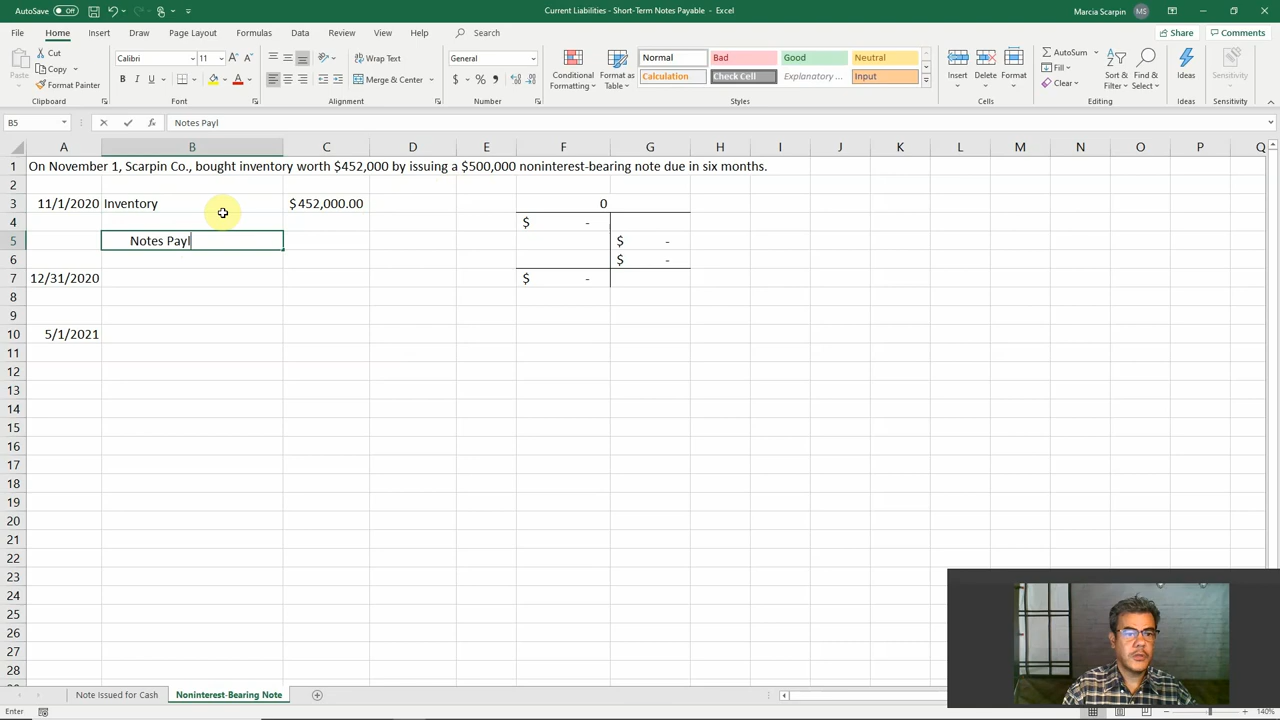 AutoSave Off
Current Liabilities - Short-Term Notes Payable - Excel
Marcia Scarpin MS
File Home Insert Draw Page Layout Formulas Data Review View Help Search
Share Comments
Paste
Cut
Copy
Format Painter
Clipboard
Calibri 11
B I U
Font
Wrap Text
Merge & Center
Alignment
General
$ % ,
Number
Conditional
Formatting
Format as
Table
Normal Bad Good Neutral
Calculation Check Cell Explanatory ... Input
Styles
Insert Delete Format
Cells
AutoSum
Fill
Clear
Sort &
Filter
Find &
Select
Editing
Ideas
Ideas
Sensitivity
Sensitivity
B5 fx Notes Payl
A B C D E F G H I J K L M N O P Q
1 On November 1, Scarpin Co., bought inventory worth $452,000 by issuing a $500,000 noninterest-bearing note due in six months.
2
3 11/1/2020 Inventory $452,000.00 0
4 $ -
5 Notes Payl $ -
6 $ -
7 12/31/2020 $ -
8
9
10 5/1/2021
11
12
13
14
15
16
17
18
19
20
21
22
23
24
25
26
27
28
Note Issued for Cash Noninterest-Bearing Note
Enter 140%